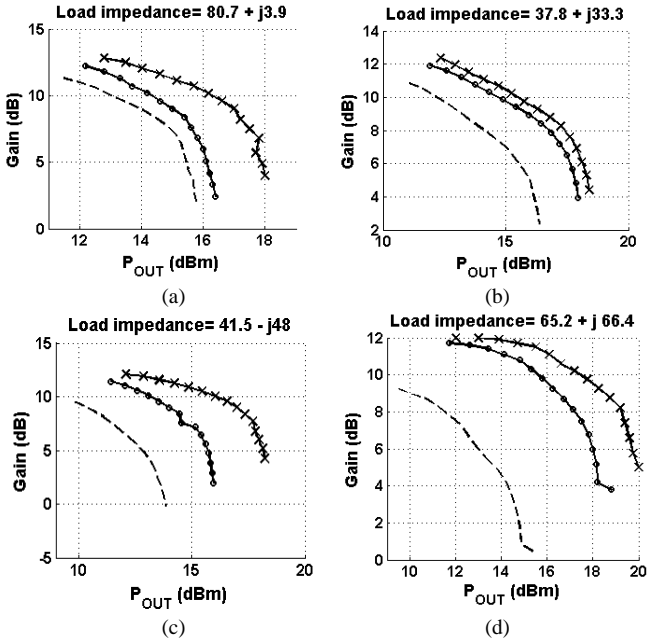 Load impedance= 80.7 + j3.9
15
10
5
0
Gain (dB)
12 14 16 18
P_OUT (dBm)
(a)
Load impedance= 37.8 + j33.3
14
12
10
8
6
4
2
Gain (dB)
10 15 20
P_OUT (dBm)
(b)
Load impedance= 41.5 - j48
15
10
5
0
-5
Gain (dB)
10 15 20
P_OUT (dBm)
(c)
Load impedance= 65.2 + j 66.4
12
10
8
6
4
2
0
Gain (dB)
10 12 14 16 18 20
P_OUT (dBm)
(d)